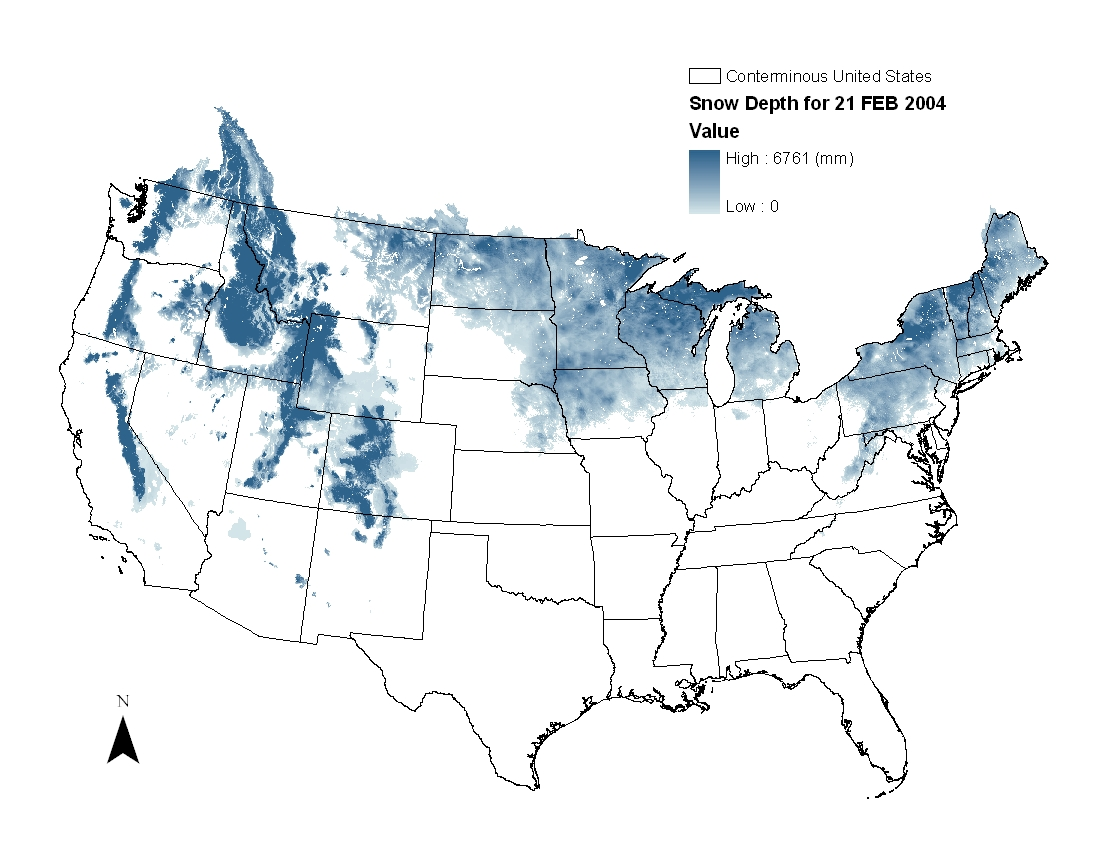 Conterminous United States
Snow Depth for 21 FEB 2004
Value
High : 6761 (mm)
Low : 0
N